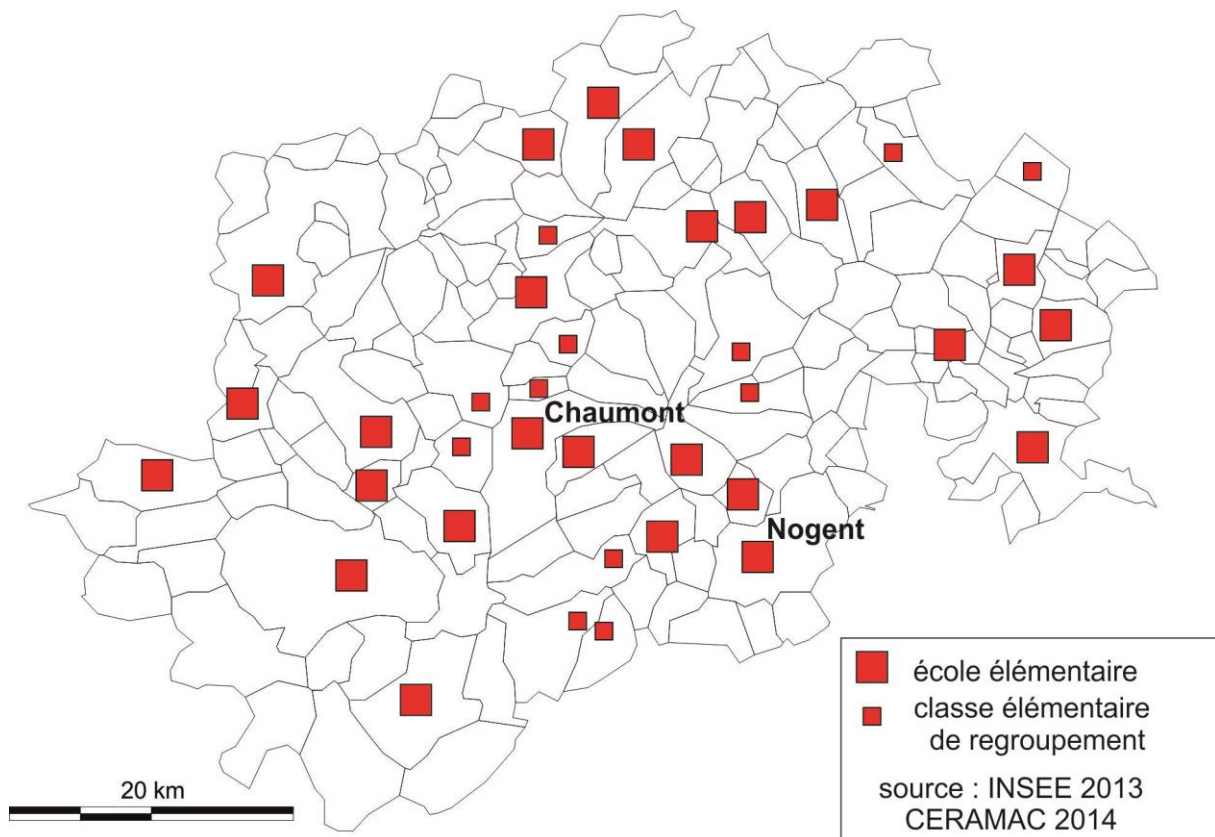 Chaumont
Nogent
20 km
école élémentaire
classe élémentaire
de regroupement
source : INSEE 2013
CERAMAC 2014